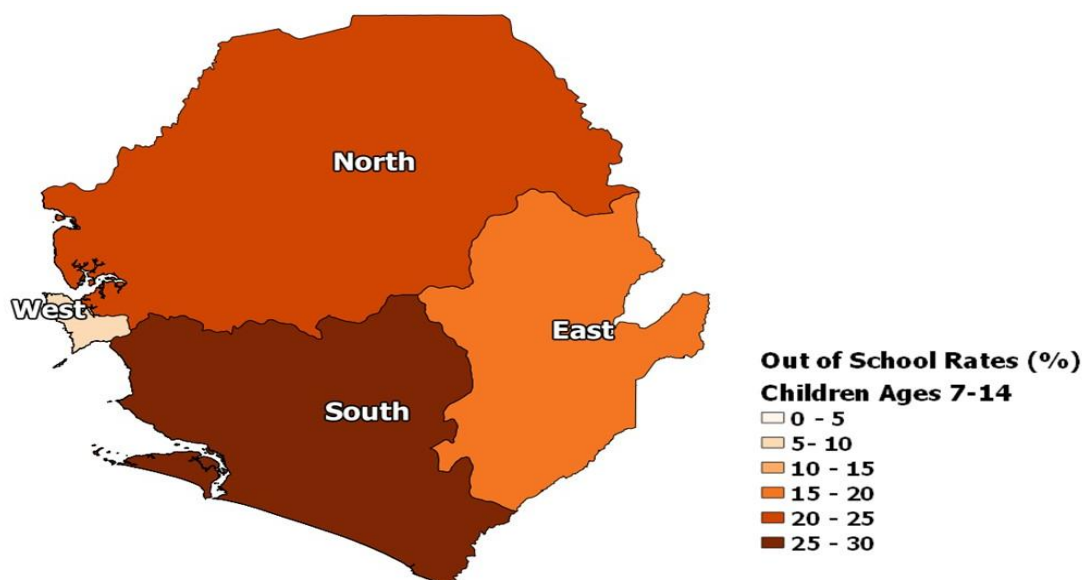 North
West
East
South
Out of School Rates (%)
Children Ages 7-14
0 - 5
5- 10
10 - 15
15 - 20
20 - 25
25 - 30